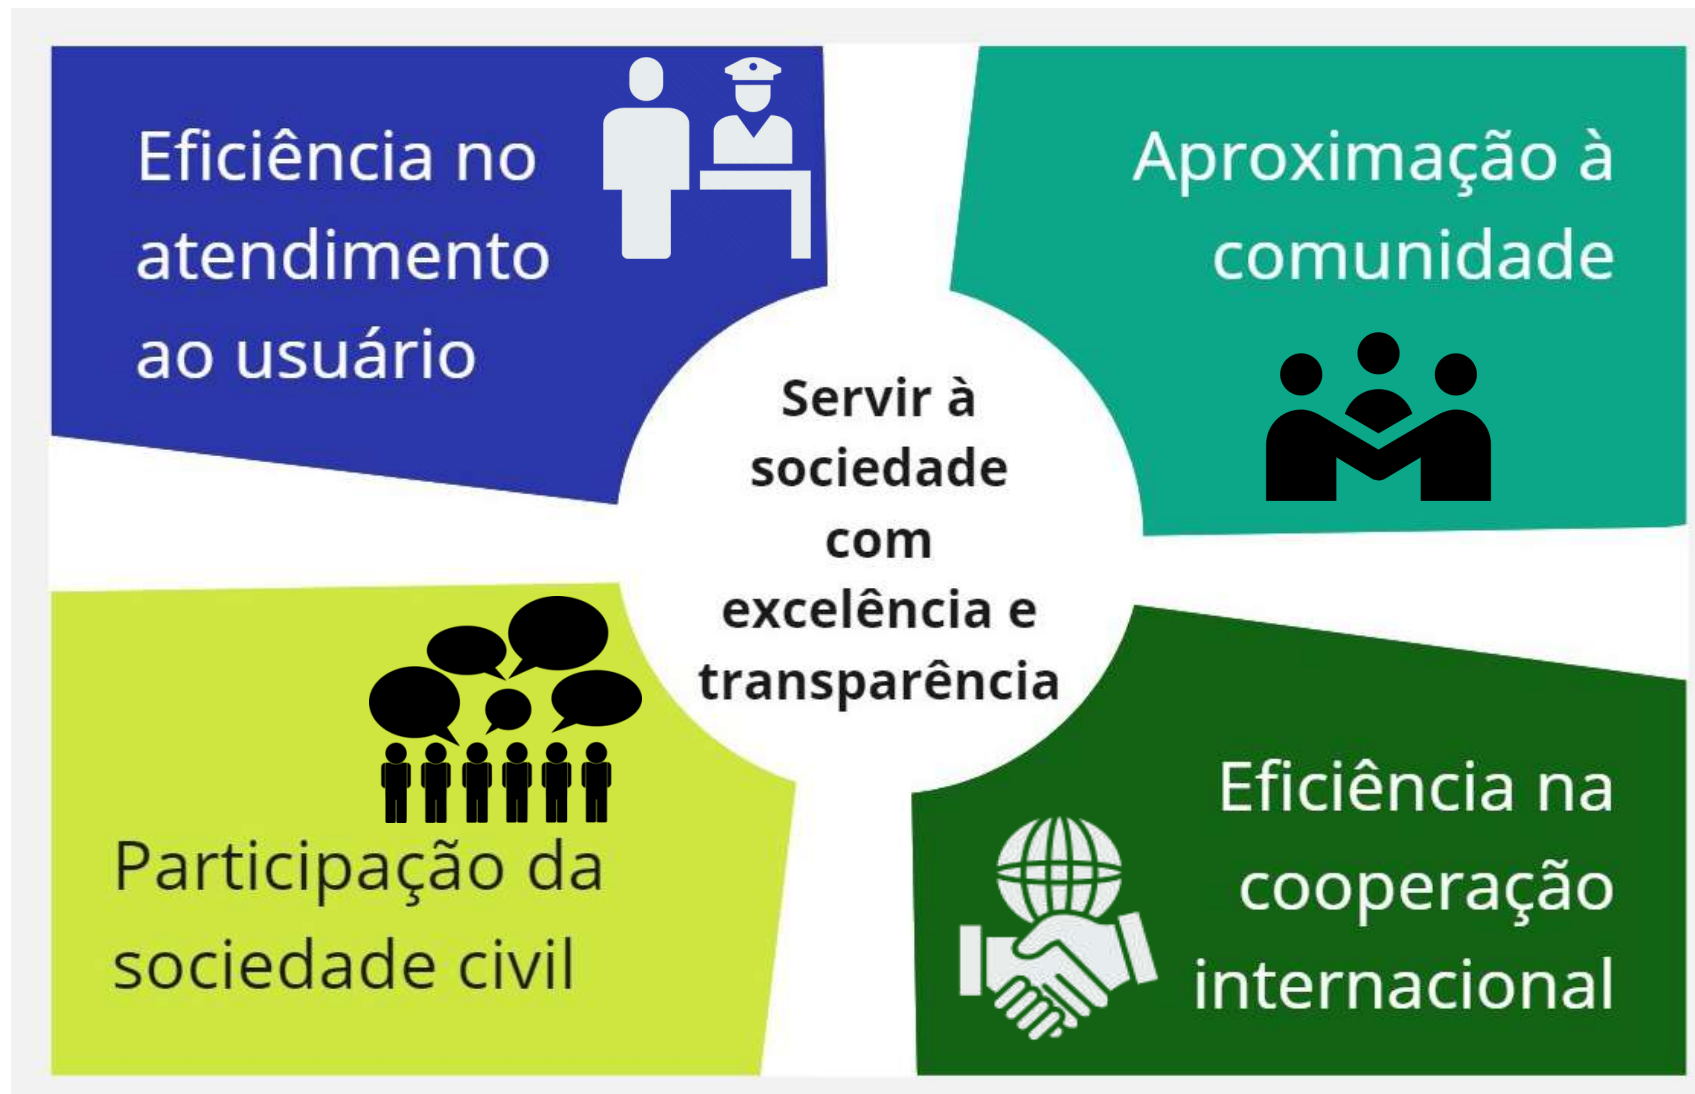 Eficiência no
atendimento
ao usuário
Aproximação à
comunidade
Servir à
sociedade
com
excelência e
transparência
Participação da
sociedade civil
Eficiência na
cooperação
internacional